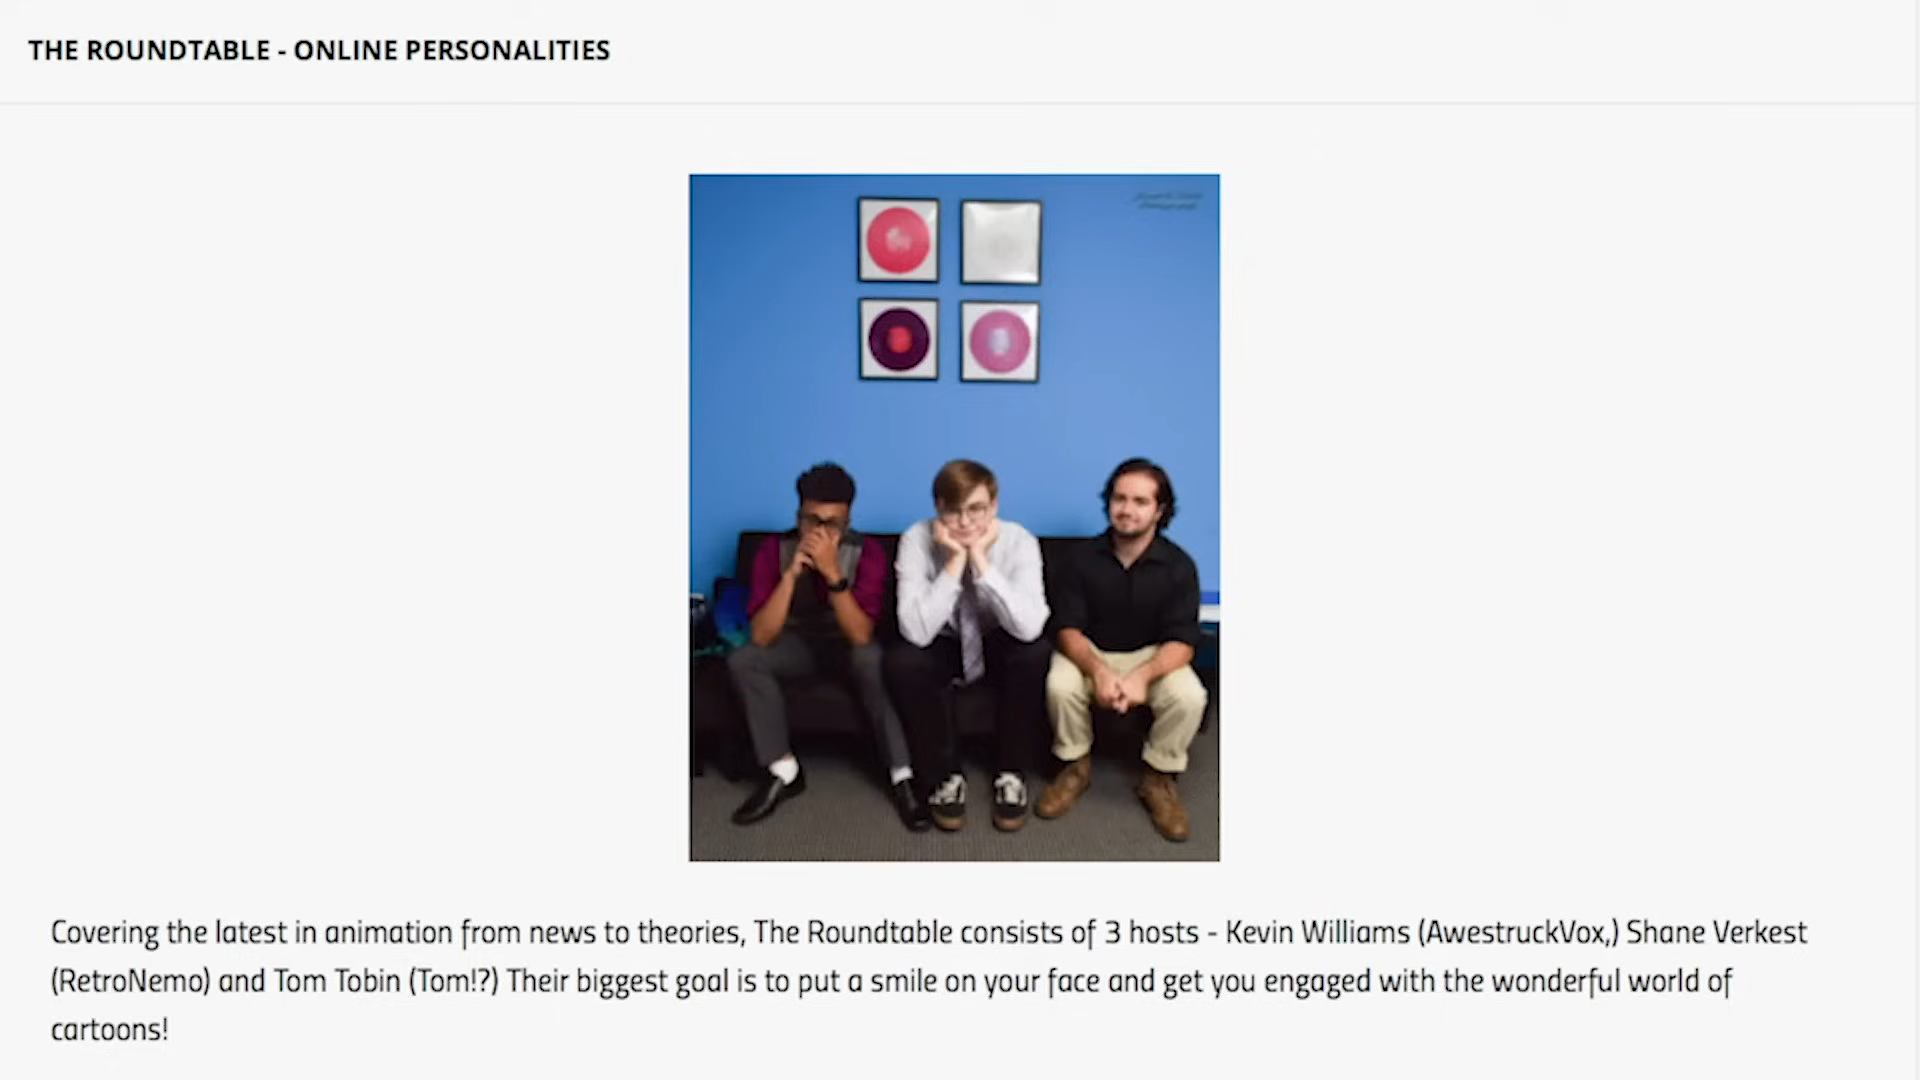 THE ROUNDTABLE - ONLINE PERSONALITIES
Covering the latest in animation from news to theories, The Roundtable consists of 3 hosts - Kevin Williams (AwestruckVox,) Shane Verkest
(RetroNemo) and Tom Tobin (Tom!?) Their biggest goal is to put a smile on your face and get you engaged with the wonderful world of
cartoons!